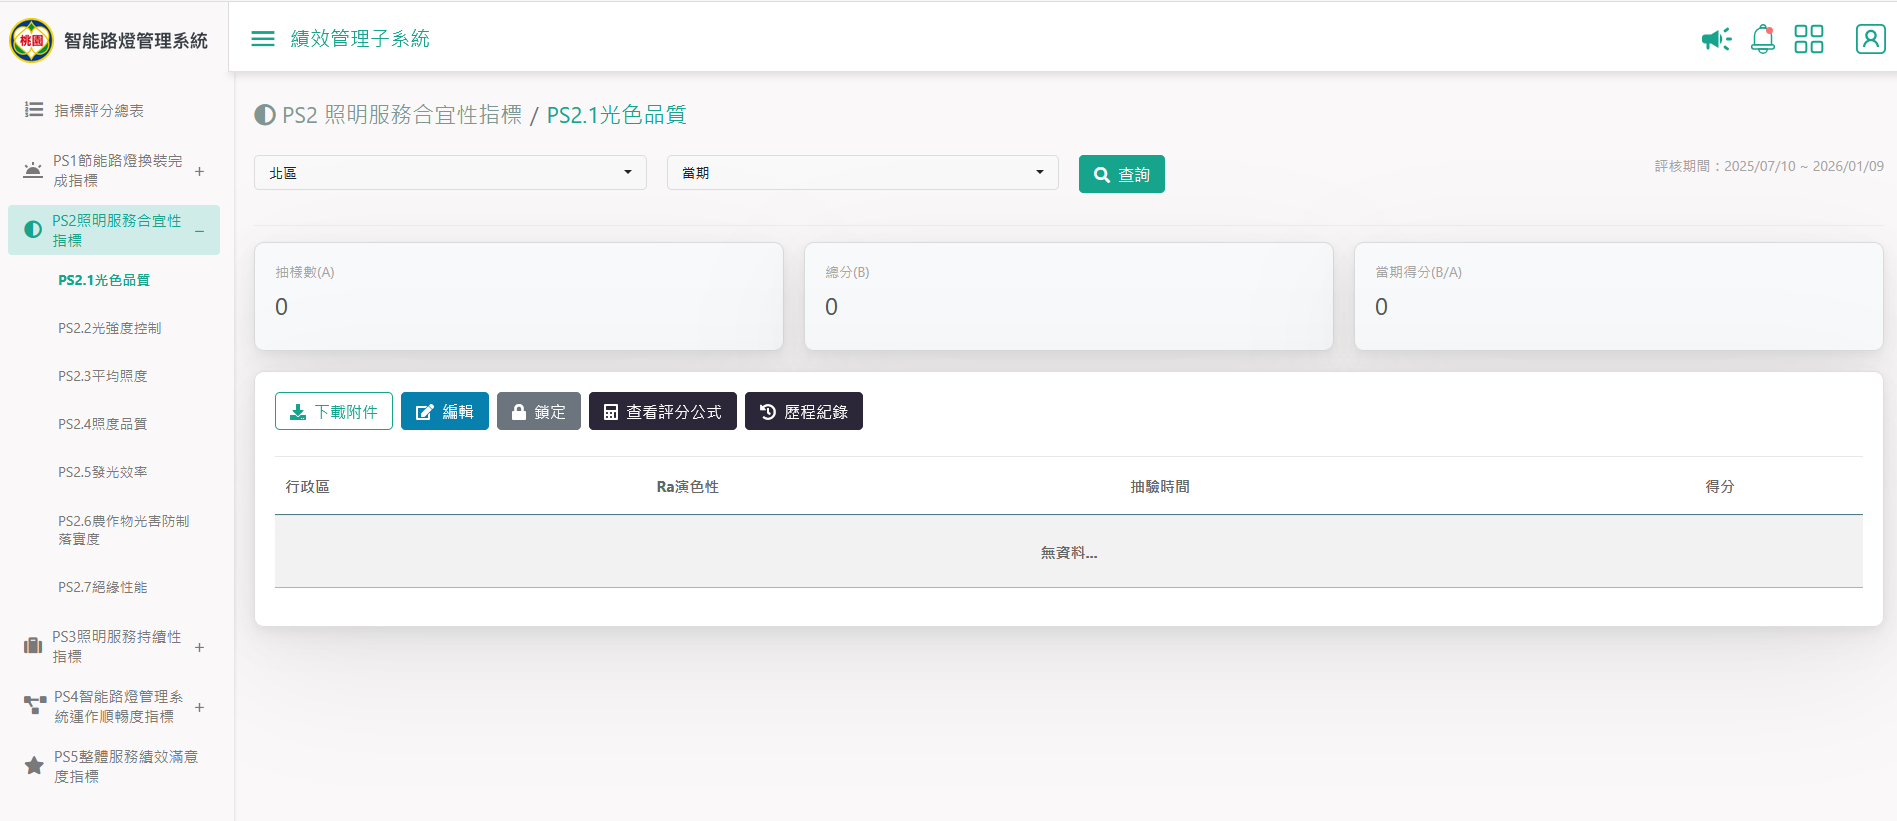 桃園
智能路燈管理系統
績效管理子系統
指標評分總表
PS1節能路燈換裝完
成指標
+
PS2照明服務合宜性
指標
−
PS2.1光色品質
PS2.2光強度控制
PS2.3平均照度
PS2.4照度品質
PS2.5發光效率
PS2.6農作物光害防制
落實度
PS2.7絕緣性能
PS3照明服務持續性
指標
+
PS4智能路燈管理系
統運作順暢度指標
+
PS5整體服務績效滿意
度指標
PS2 照明服務合宜性指標 / PS2.1光色品質
北區
當期
查詢
評核期間：2025/07/10 ~ 2026/01/09
抽樣數(A)
0
總分(B)
0
當期得分(B/A)
0
下載附件
編輯
鎖定
查看評分公式
歷程紀錄
行政區 Ra演色性 抽驗時間 得分
無資料...